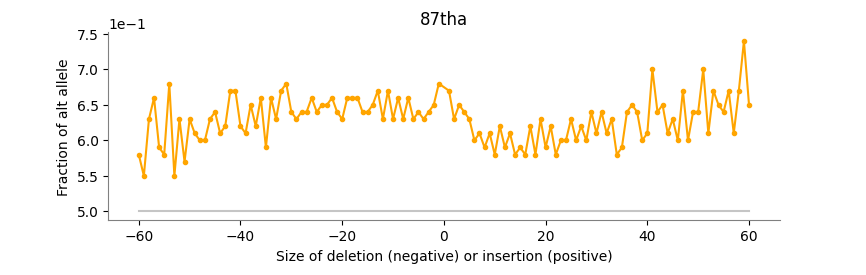 87tha
1e−1
7.5
7.0
6.5
6.0
5.5
5.0
Fraction of alt allele
−60 −40 −20 0 20 40 60
Size of deletion (negative) or insertion (positive)